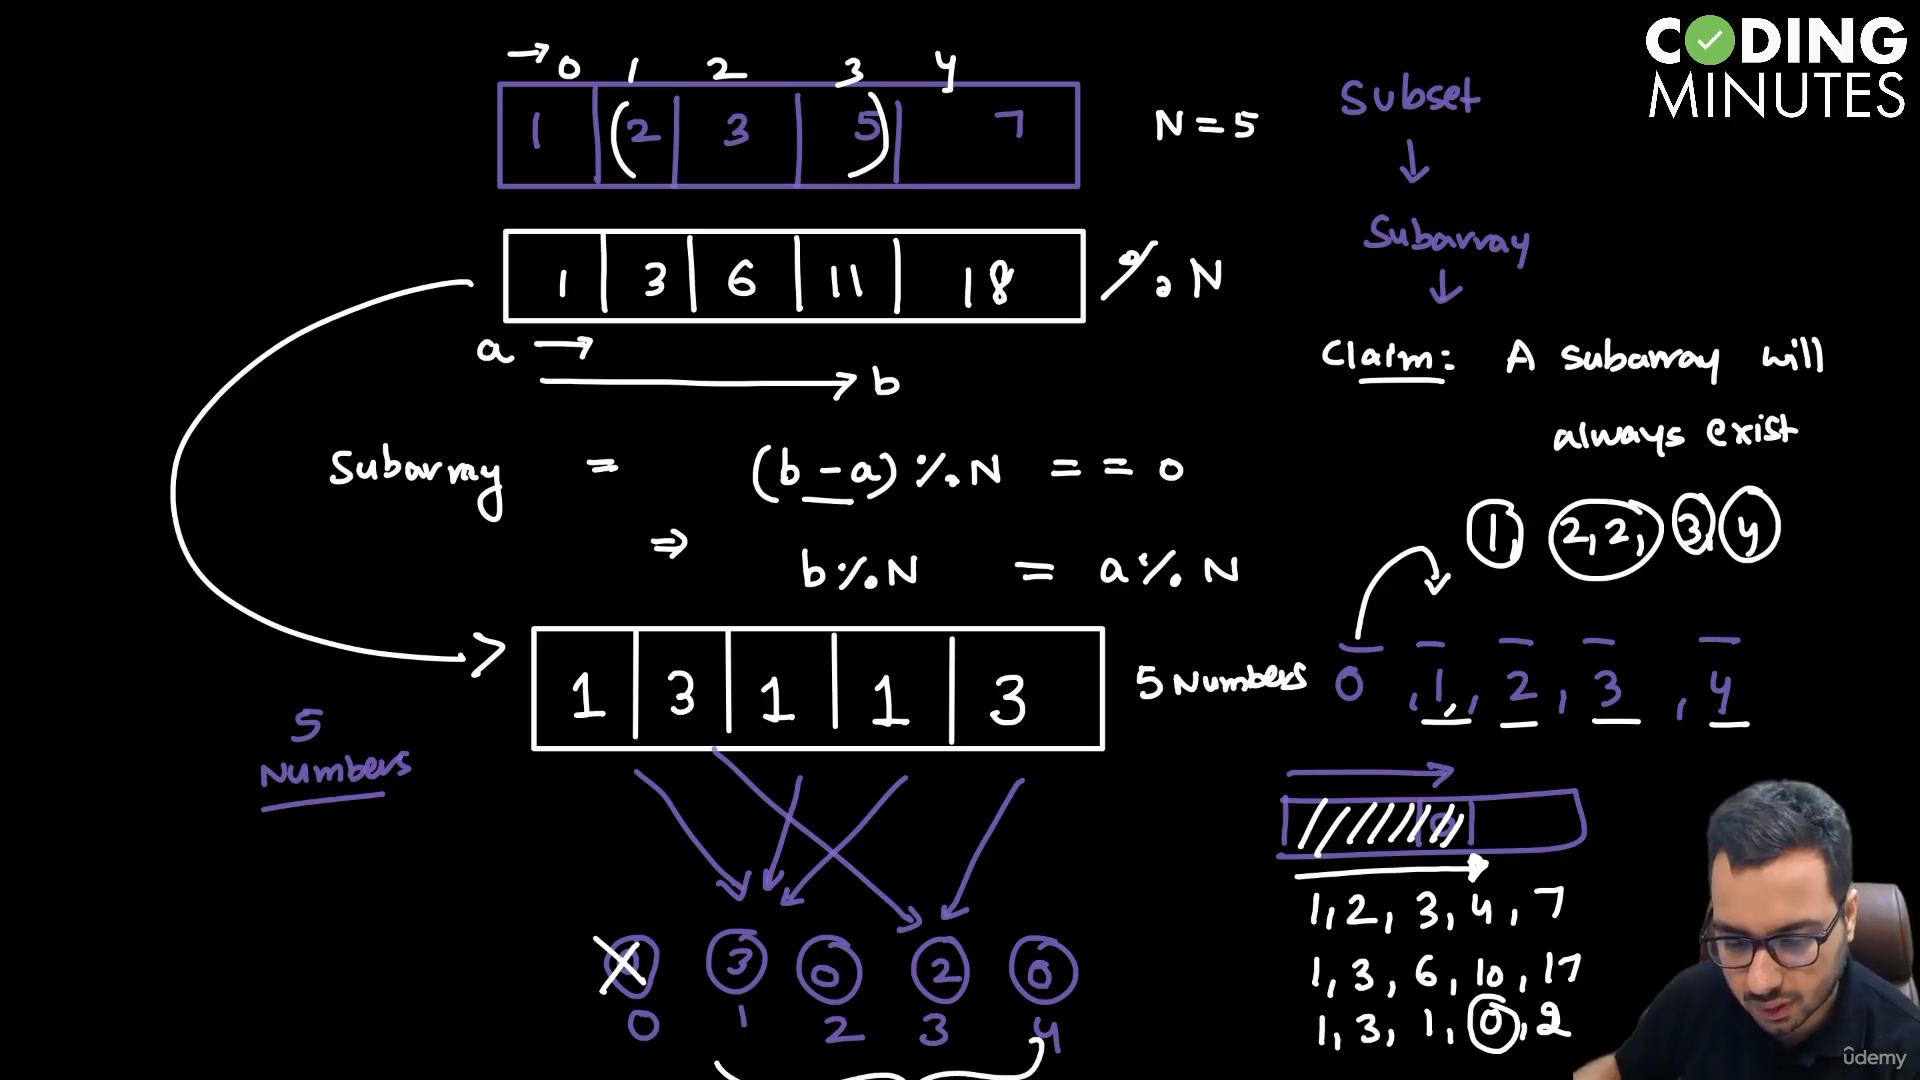 CODING
MINUTES
→ 0 1 2 3 4
1 (2 3 5) 7
N = 5
Subset
↓
Subarray
↓
1 3 6 11 18
% N
a →
→ b
Claim: A subarray will
always exist
Subarray = (b - a) % N = = 0
⇒ b % N = a % N
1, 2, 2, 3, 4
1 3 1 1 3
5 Numbers
0, 1, 2, 3, 4
5
Numbers
0
0 3 0 2 0
0 1 2 3 4
1, 2, 3, 4, 7
1, 3, 6, 10, 17
1, 3, 1, 0, 2
ûdemy